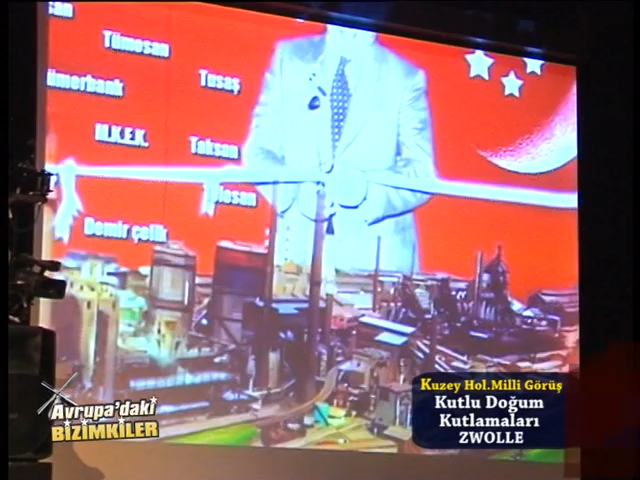 Tümosan
Tusaş
M.K.E.K.
Taksan
Demir çelik
Kuzey Hol.Milli Görüş
Kutlu Doğum
Kutlamaları
ZWOLLE
Avrupa'daki
BİZİMKİLER